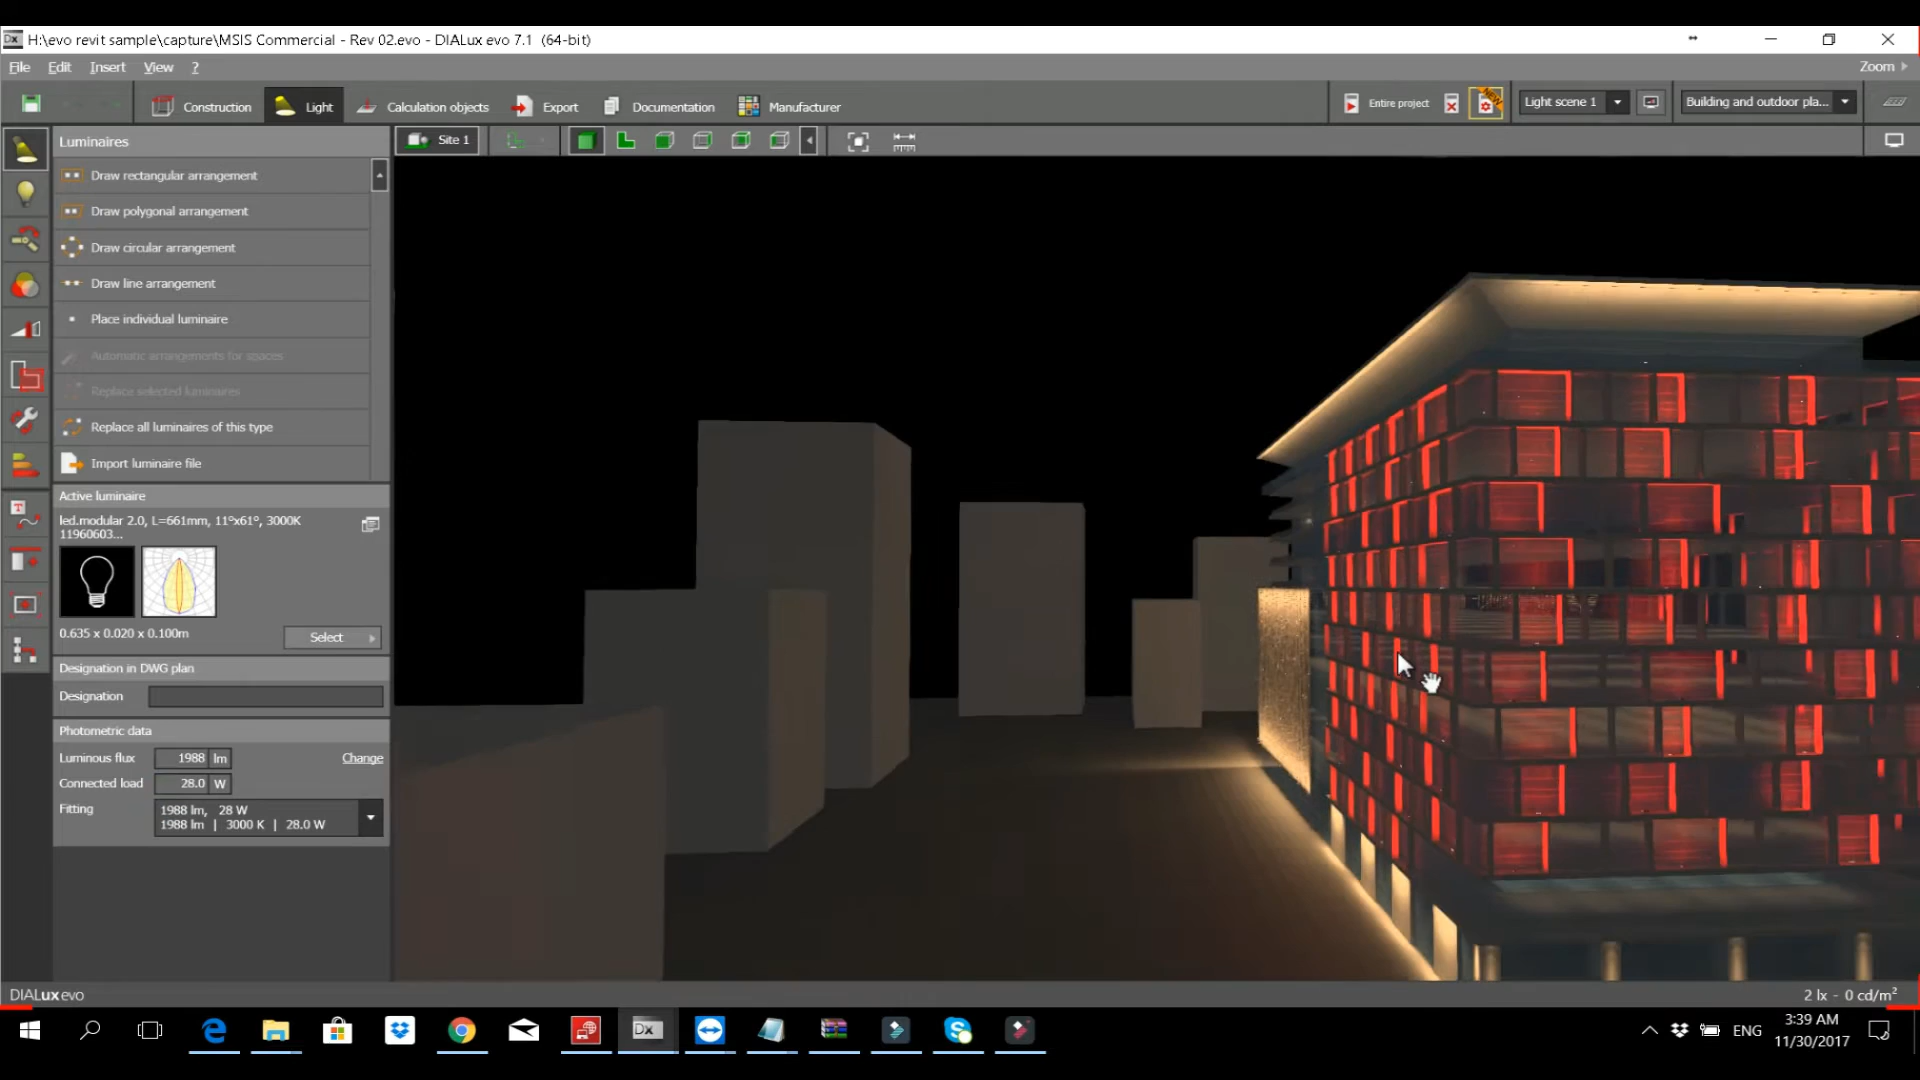 H:\evo revit sample\capture\MSIS Commercial - Rev 02.evo - DIALux evo 7.1 (64-bit)
File Edit Insert View ?
Zoom
Construction Light Calculation objects Export Documentation Manufacturer
Entire project
NEW
Light scene 1
Building and outdoor pla...
Luminaires
Site 1
Draw rectangular arrangement
Draw polygonal arrangement
Draw circular arrangement
Draw line arrangement
Place individual luminaire
Automatic arrangements for spaces
Replace selected luminaires
Replace all luminaires of this type
Import luminaire file
Active luminaire
led.modular 2.0, L=661mm, 11°x61°, 3000K
11960603...
0.635 x 0.020 x 0.100m
Select
Designation in DWG plan
Designation
Photometric data
Luminous flux 1988 lm Change
Connected load 28.0 W
Fitting 1988 lm, 28 W
1988 lm | 3000 K | 28.0 W
DIALux evo
2 lx - 0 cd/m²
ENG
3:39 AM
11/30/2017